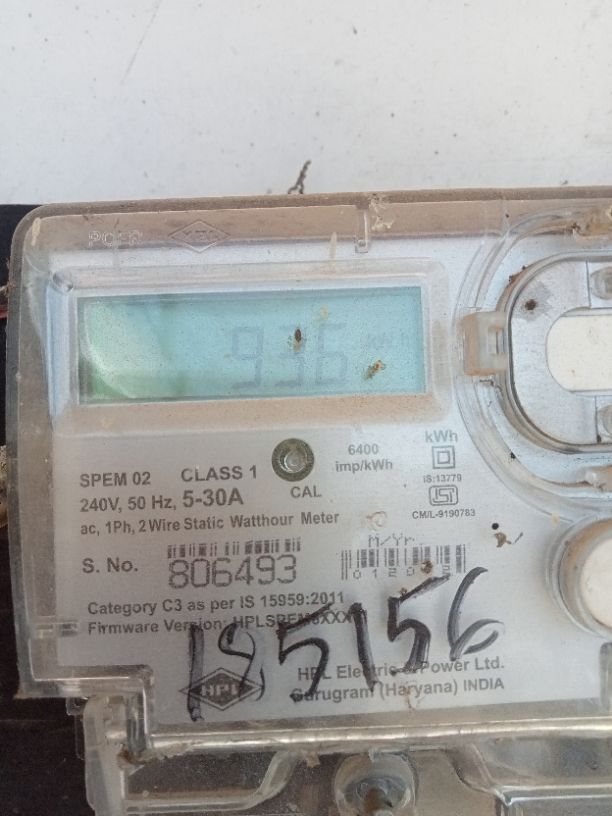 936
6400
imp/kWh
kWh
IS:13779
CM/L-9190783
SPEM 02 CLASS 1
240V, 50 Hz, 5-30A
CAL
ac, 1Ph, 2 Wire Static Watthour Meter
M/Yr.
S. No.
806493
Category C3 as per IS 15959:2011
Firmware Version:
195156
HPL
HPL Electric & Power Ltd.
Gurugram (Haryana) INDIA